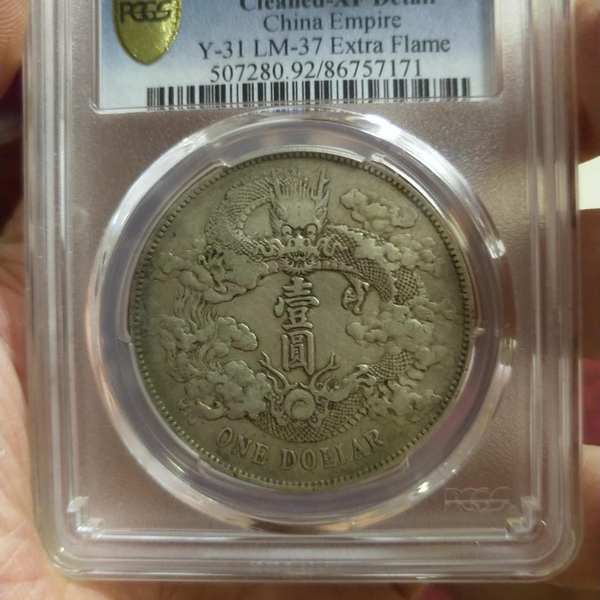 PCGS
Cleaned-XF Detail
China Empire
Y-31 LM-37 Extra Flame
507280.92/86757171
壹
圓
ONE DOLLAR
PCGS